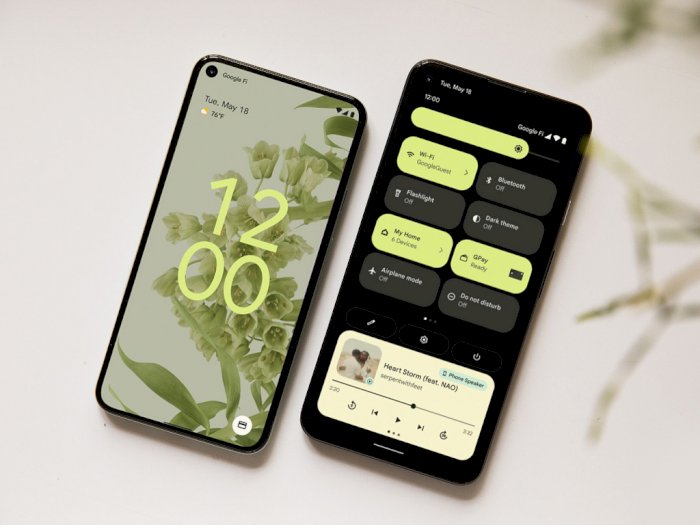 Google Fi
Tue, May 18
76°F
12
00
Tue, May 18
12:00
Google Fi
Wi-Fi
GoogleGuest
Bluetooth
Off
Flashlight
Off
Dark theme
Off
My Home
6 Devices
GPay
Ready
Airplane mode
Off
Do not disturb
Off
Phone Speaker
Heart Storm (feat. NAO)
serpentwithfeet
2:20
3:22